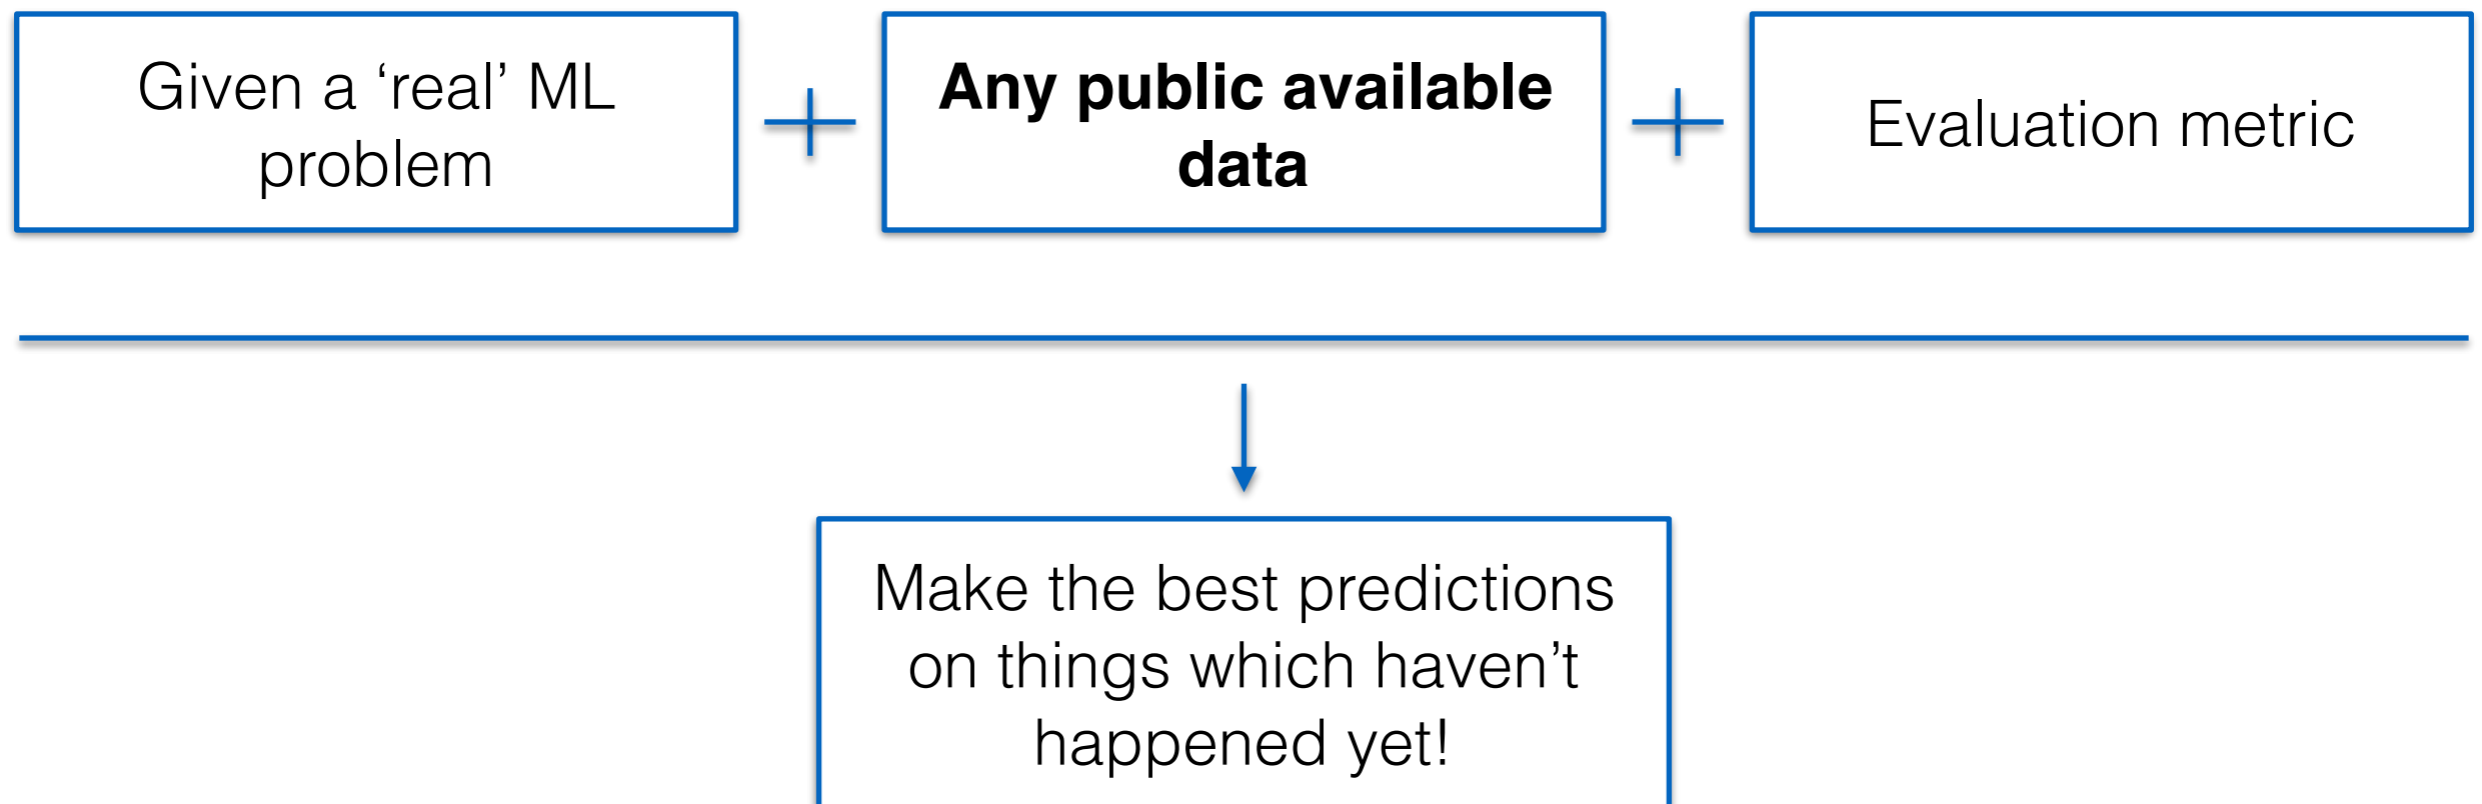 Given a ‘real’ ML
problem
Any public available
data
Evaluation metric
Make the best predictions
on things which haven’t
happened yet!